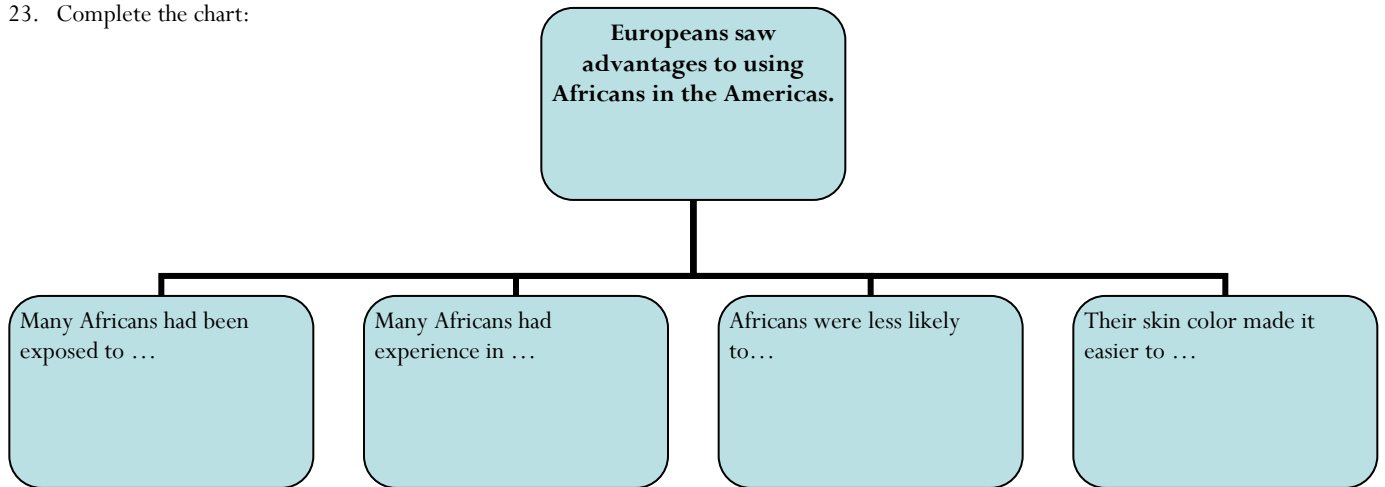 23. Complete the chart:
Europeans saw
advantages to using
Africans in the Americas.
Many Africans had been
exposed to …
Many Africans had
experience in …
Africans were less likely
to…
Their skin color made it
easier to …